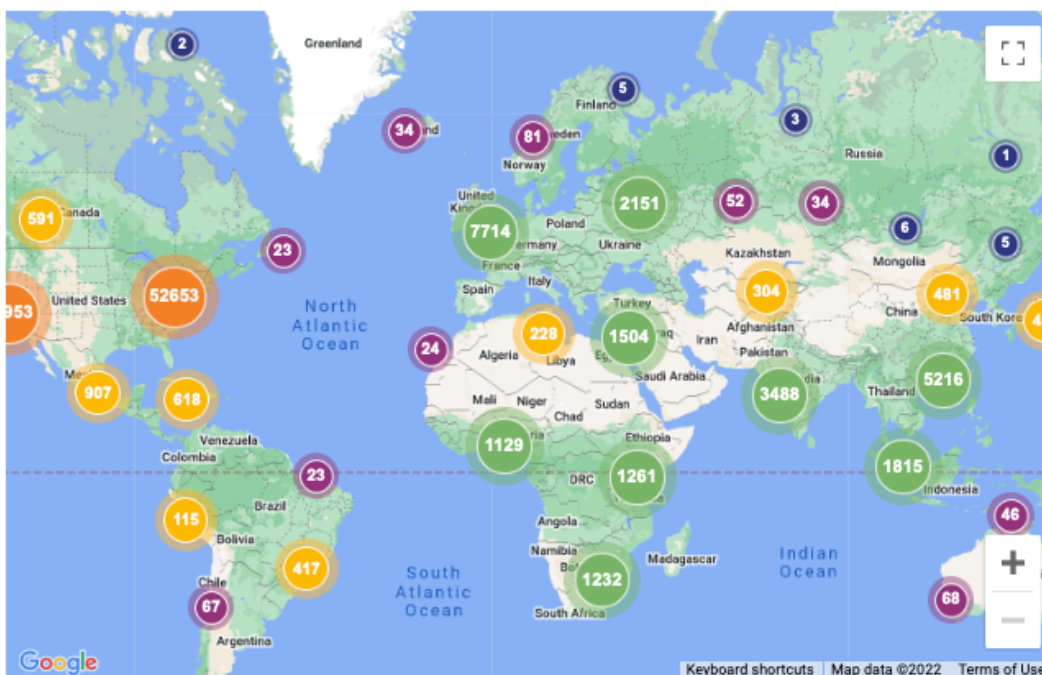 2
Greenland
5
Finland
3
34
81
Norway
Russia
1
United
Canada
591
7714
Poland
2151
52
34
6
5
23
Ukraine
Kazakhstan
Mongolia
France
953
United States
52653
Spain
Italy
304
481
China
North
Atlantic
Ocean
Turkey
Afghanistan
228
1504
24
Algeria
Libya
Iran
Pakistan
907
618
Saudi Arabia
3488
Thailand
5216
Mali
Niger
Chad
Sudan
Venezuela
Colombia
1129
Ethiopia
23
DRC
1261
1815
Indonesia
Brazil
115
46
Angola
Bolivia
Namibia
Madagascar
Indian
Ocean
417
South
Atlantic
Ocean
1232
Chile
67
South Africa
68
Argentina
Google
Keyboard shortcuts
Map data ©2022
Terms of Use